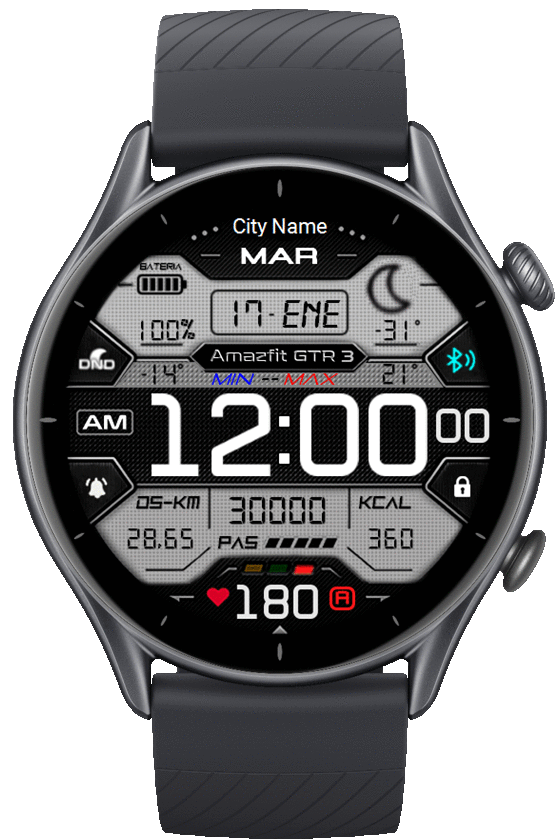 City Name
MAR
BATERIA
17-ENE
100%
-31°
Amazfit GTR 3
DND
-14° MIN -- MAX 21°
AM 12:00 00
DS-KM 30000 KCAL
28,65 PAS 360
180 A